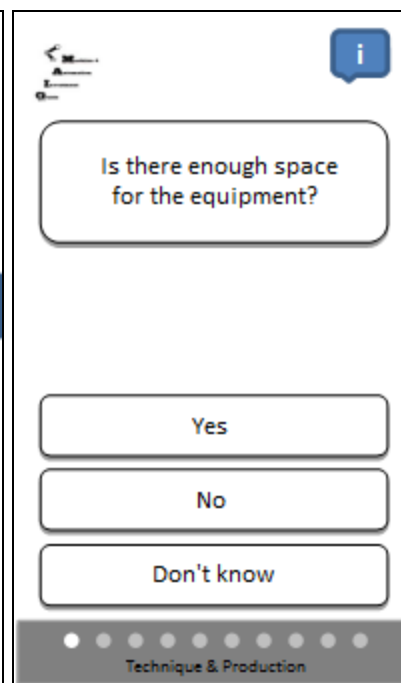 i
Is there enough space
for the equipment?
Yes
No
Don't know
Technique & Production